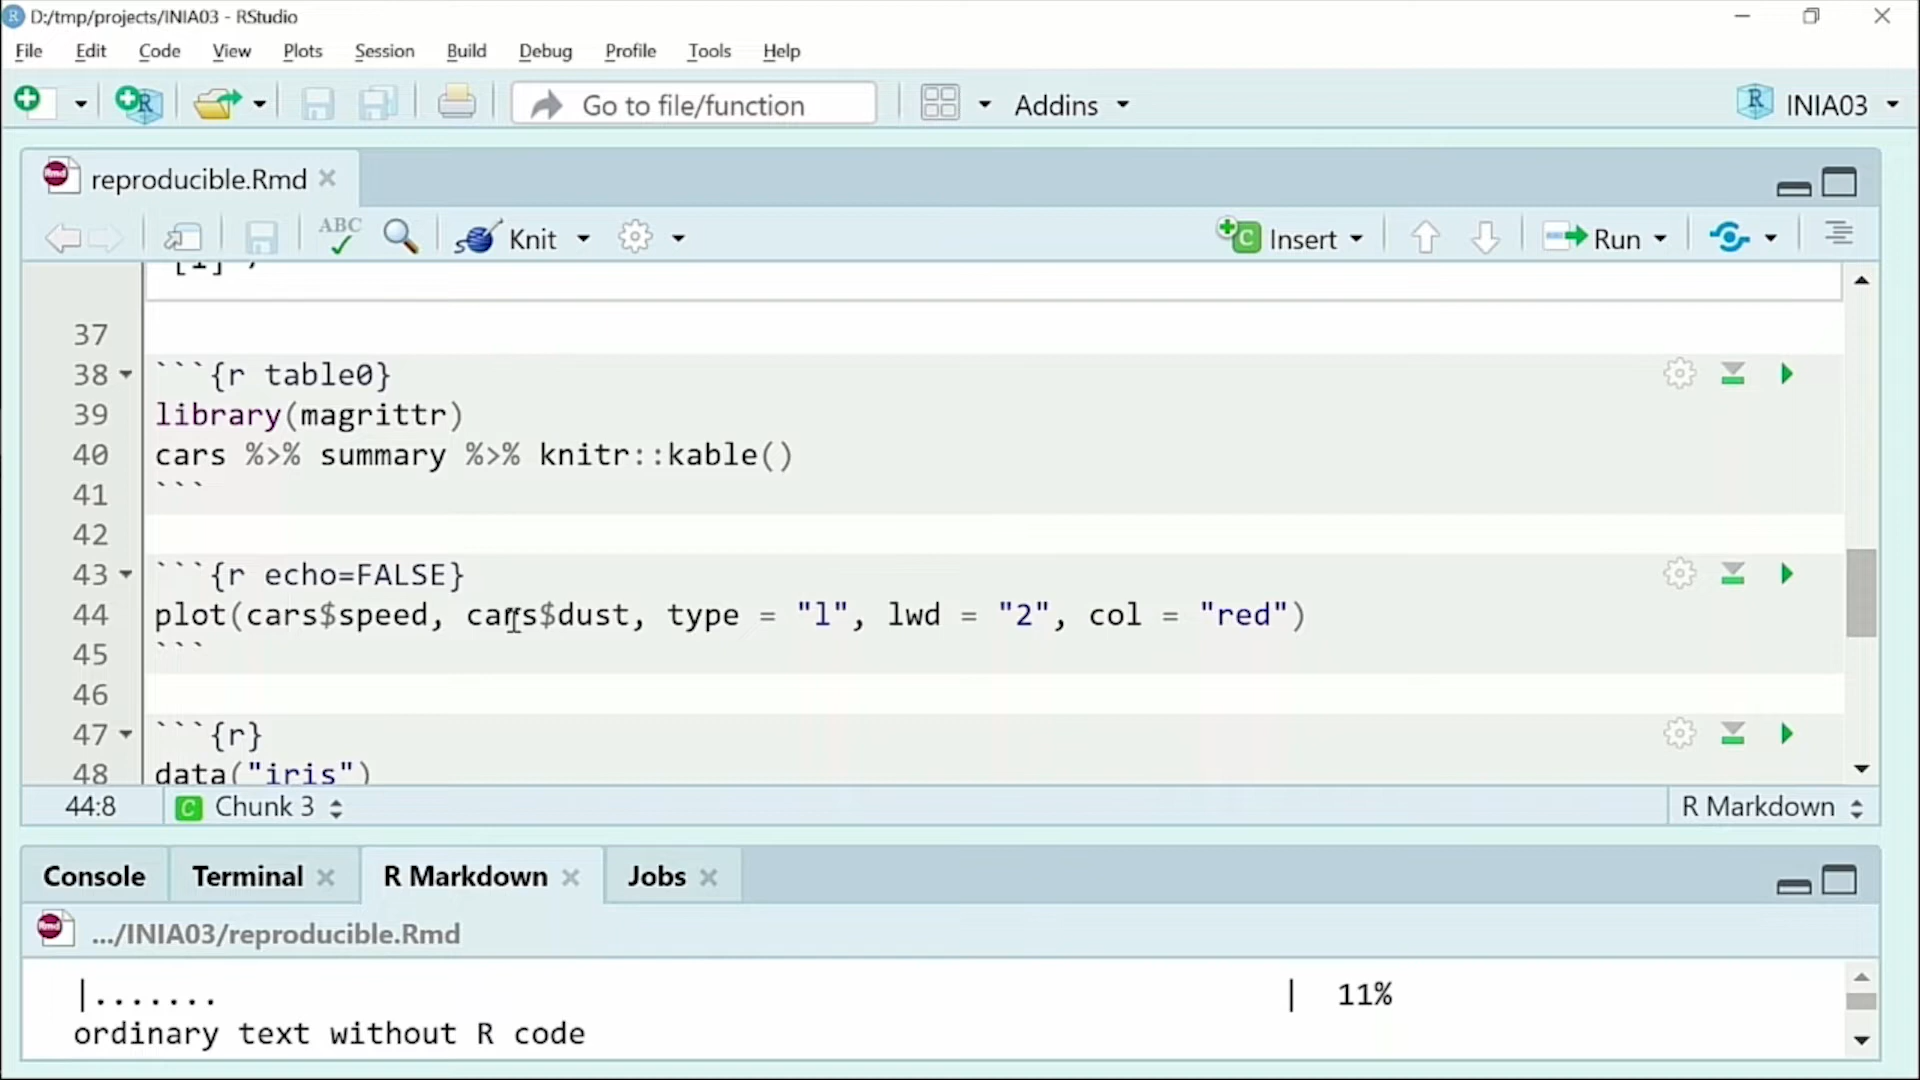 D:/tmp/projects/INIA03 - RStudio
File Edit Code View Plots Session Build Debug Profile Tools Help
Go to file/function
Addins
INIA03
reproducible.Rmd
ABC
Knit
Insert
Run
37
38 ```{r table0}
39 library(magrittr)
40 cars %>% summary %>% knitr::kable()
41 ```
42
43 ```{r echo=FALSE}
44 plot(cars$speed, cars$dust, type = "l", lwd = "2", col = "red")
45 ```
46
47 ```{r}
48 data("iris")
44:8
C Chunk 3
R Markdown
Console Terminal R Markdown Jobs
.../INIA03/reproducible.Rmd
|....... | 11%
ordinary text without R code